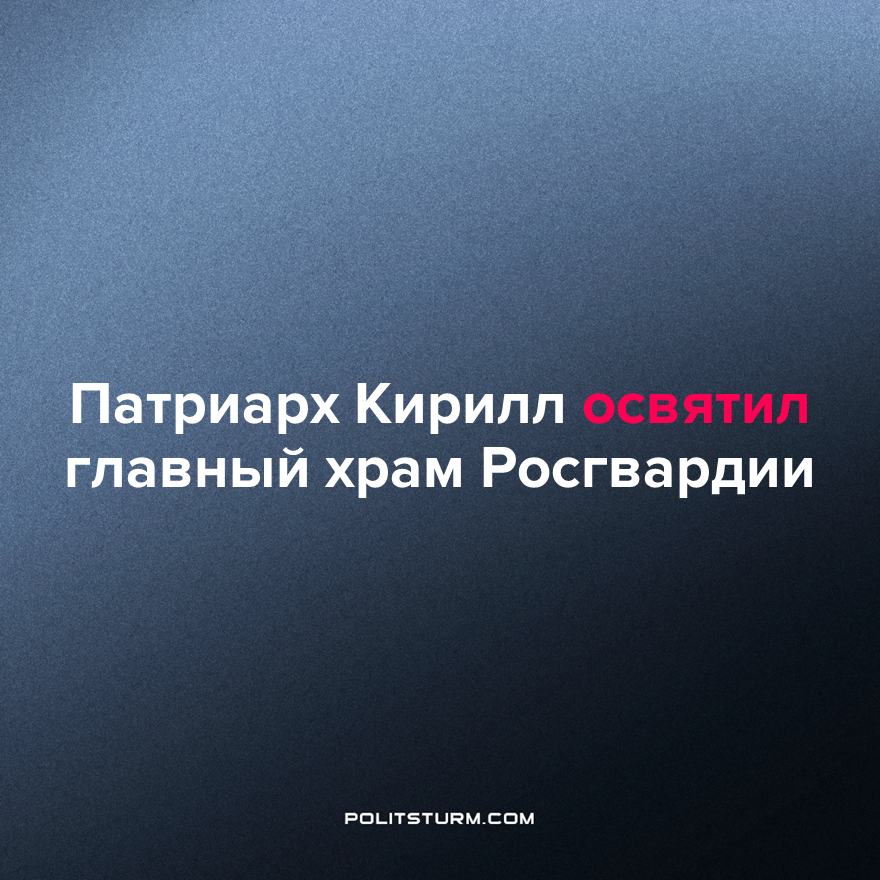 Патриарх Кирилл освятил
главный храм Росгвардии
POLITSTURM.COM